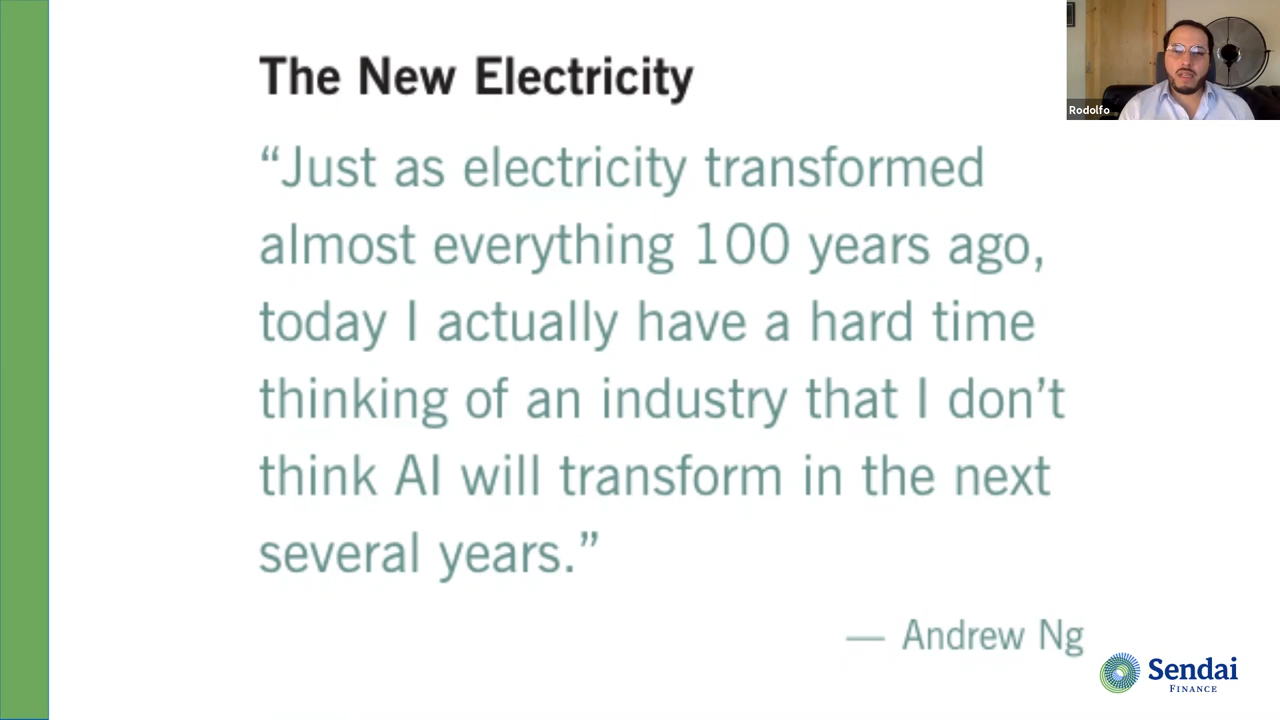 The New Electricity
Rodolfo
“Just as electricity transformed
almost everything 100 years ago,
today I actually have a hard time
thinking of an industry that I don’t
think AI will transform in the next
several years.”
— Andrew Ng
Sendai
FINANCE